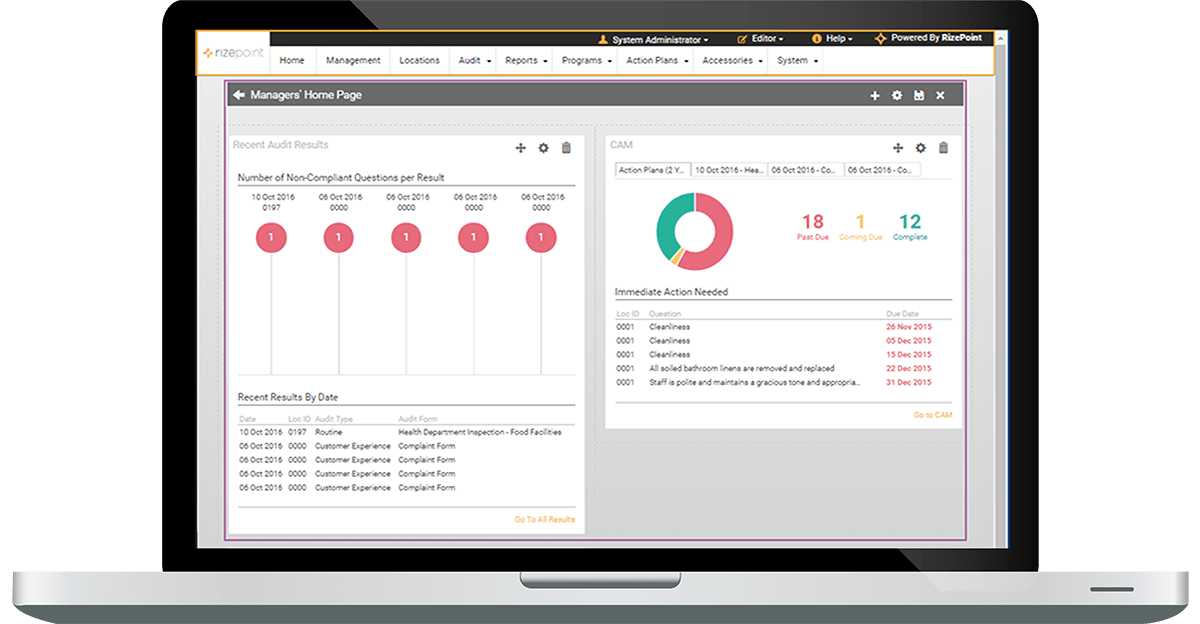 rizepoint
System Administrator
Editor
Help
Powered By RizePoint
Home Management Locations Audit Reports Programs Action Plans Accessories System
Managers' Home Page
Recent Audit Results
Number of Non-Compliant Questions per Result
10 Oct 2016 06 Oct 2016 06 Oct 2016 06 Oct 2016 06 Oct 2016
0197 0000 0000 0000 0000
1 1 1 1 1
Recent Results By Date
Date Loc ID Audit Type Audit Form
10 Oct 2016 0197 Routine Health Department Inspection - Food Facilities
06 Oct 2016 0000 Customer Experience Complaint Form
06 Oct 2016 0000 Customer Experience Complaint Form
06 Oct 2016 0000 Customer Experience Complaint Form
06 Oct 2016 0000 Customer Experience Complaint Form
Go To All Results
CAM
Action Plans (2 Y... 10 Oct 2016 - Hea... 06 Oct 2016 - Co... 06 Oct 2016 - Co...
18 1 12
Past Due Coming Due Complete
Immediate Action Needed
Loc ID Question Due Date
0001 Cleanliness 26 Nov 2015
0001 Cleanliness 05 Dec 2015
0001 Cleanliness 15 Dec 2015
0001 All soiled bathroom linens are removed and replaced 22 Dec 2015
0001 Staff is polite and maintains a gracious tone and appropria... 31 Dec 2015
Go to CAM